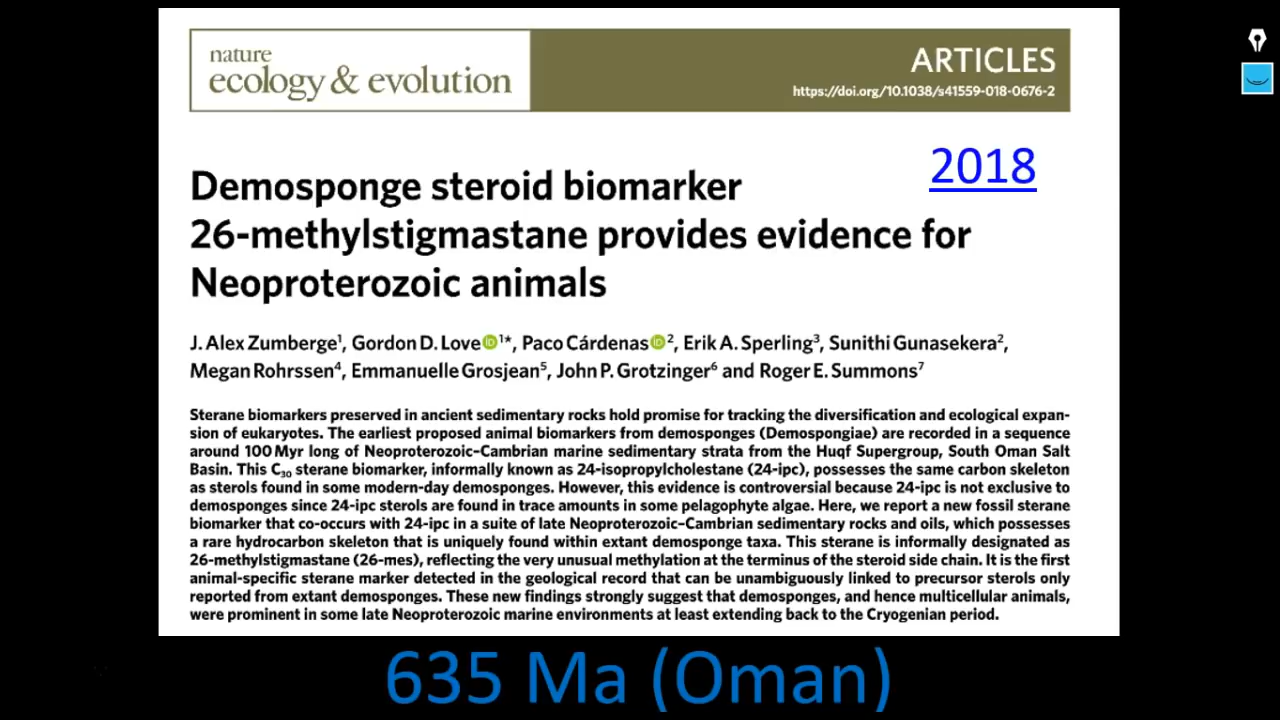 nature
ecology & evolution
ARTICLES
https://doi.org/10.1038/s41559-018-0676-2
2018
Demosponge steroid biomarker
26-methylstigmastane provides evidence for
Neoproterozoic animals
J. Alex Zumberge¹, Gordon D. Love iD ¹*, Paco Cárdenas iD ², Erik A. Sperling³, Sunithi Gunasekera²,
Megan Rohrssen⁴, Emmanuelle Grosjean⁵, John P. Grotzinger⁶ and Roger E. Summons⁷
Sterane biomarkers preserved in ancient sedimentary rocks hold promise for tracking the diversification and ecological expan-
sion of eukaryotes. The earliest proposed animal biomarkers from demosponges (Demospongiae) are recorded in a sequence
around 100 Myr long of Neoproterozoic–Cambrian marine sedimentary strata from the Huqf Supergroup, South Oman Salt
Basin. This C₃₀ sterane biomarker, informally known as 24-isopropylcholestane (24-ipc), possesses the same carbon skeleton
as sterols found in some modern-day demosponges. However, this evidence is controversial because 24-ipc is not exclusive to
demosponges since 24-ipc sterols are found in trace amounts in some pelagophyte algae. Here, we report a new fossil sterane
biomarker that co-occurs with 24-ipc in a suite of late Neoproterozoic–Cambrian sedimentary rocks and oils, which possesses
a rare hydrocarbon skeleton that is uniquely found within extant demosponge taxa. This sterane is informally designated as
26-methylstigmastane (26-mes), reflecting the very unusual methylation at the terminus of the steroid side chain. It is the first
animal-specific sterane marker detected in the geological record that can be unambiguously linked to precursor sterols only
reported from extant demosponges. These new findings strongly suggest that demosponges, and hence multicellular animals,
were prominent in some late Neoproterozoic marine environments at least extending back to the Cryogenian period.
635 Ma (Oman)